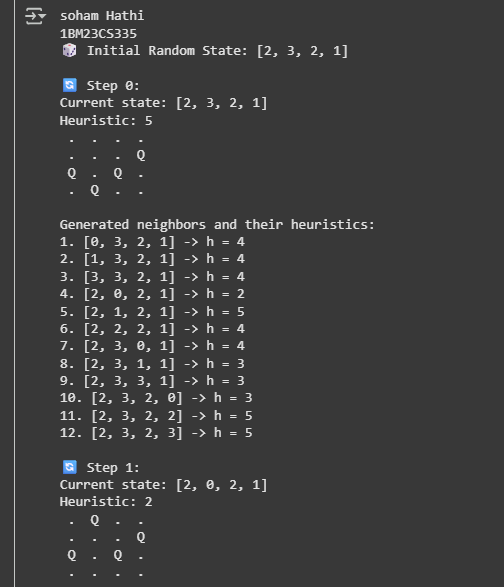 soham Hathi
1BM23CS335
🎲 Initial Random State: [2, 3, 2, 1]
🔄 Step 0:
Current state: [2, 3, 2, 1]
Heuristic: 5
. . . .
. . . Q
Q . Q .
. Q . .
Generated neighbors and their heuristics:
1. [0, 3, 2, 1] -> h = 4
2. [1, 3, 2, 1] -> h = 4
3. [3, 3, 2, 1] -> h = 4
4. [2, 0, 2, 1] -> h = 2
5. [2, 1, 2, 1] -> h = 5
6. [2, 2, 2, 1] -> h = 4
7. [2, 3, 0, 1] -> h = 4
8. [2, 3, 1, 1] -> h = 3
9. [2, 3, 3, 1] -> h = 3
10. [2, 3, 2, 0] -> h = 3
11. [2, 3, 2, 2] -> h = 5
12. [2, 3, 2, 3] -> h = 5
🔄 Step 1:
Current state: [2, 0, 2, 1]
Heuristic: 2
. Q . .
. . . Q
Q . Q .
. . . .